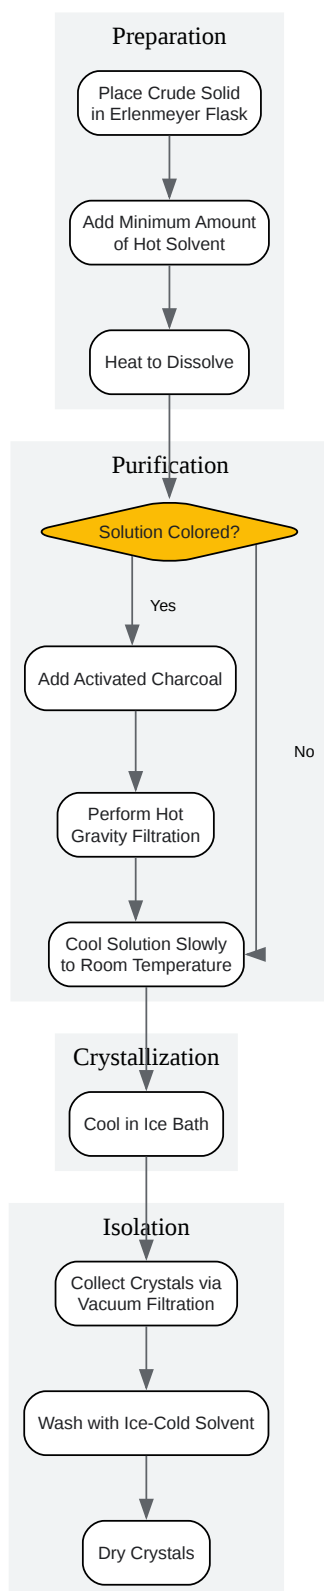 Preparation
Place Crude Solid
in Erlenmeyer Flask
Add Minimum Amount
of Hot Solvent
Heat to Dissolve
Purification
Solution Colored?
Yes
Add Activated Charcoal
No
Perform Hot
Gravity Filtration
Cool Solution Slowly
to Room Temperature
Crystallization
Cool in Ice Bath
Isolation
Collect Crystals via
Vacuum Filtration
Wash with Ice-Cold Solvent
Dry Crystals